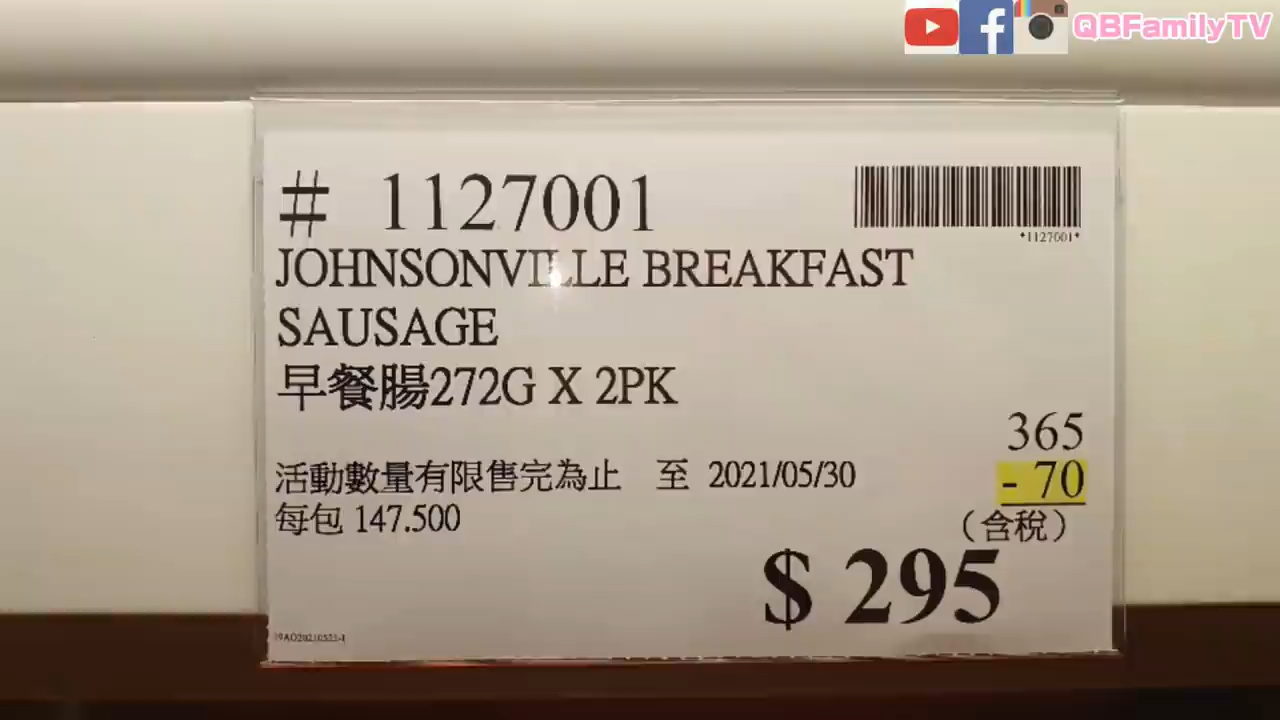 QBFamilyTV
# 1127001
*1127001*
JOHNSONVILLE BREAKFAST
SAUSAGE
早餐腸272G X 2PK
365
活動數量有限售完為止 至 2021/05/30
- 70
每包 147.500
(含稅)
$ 295